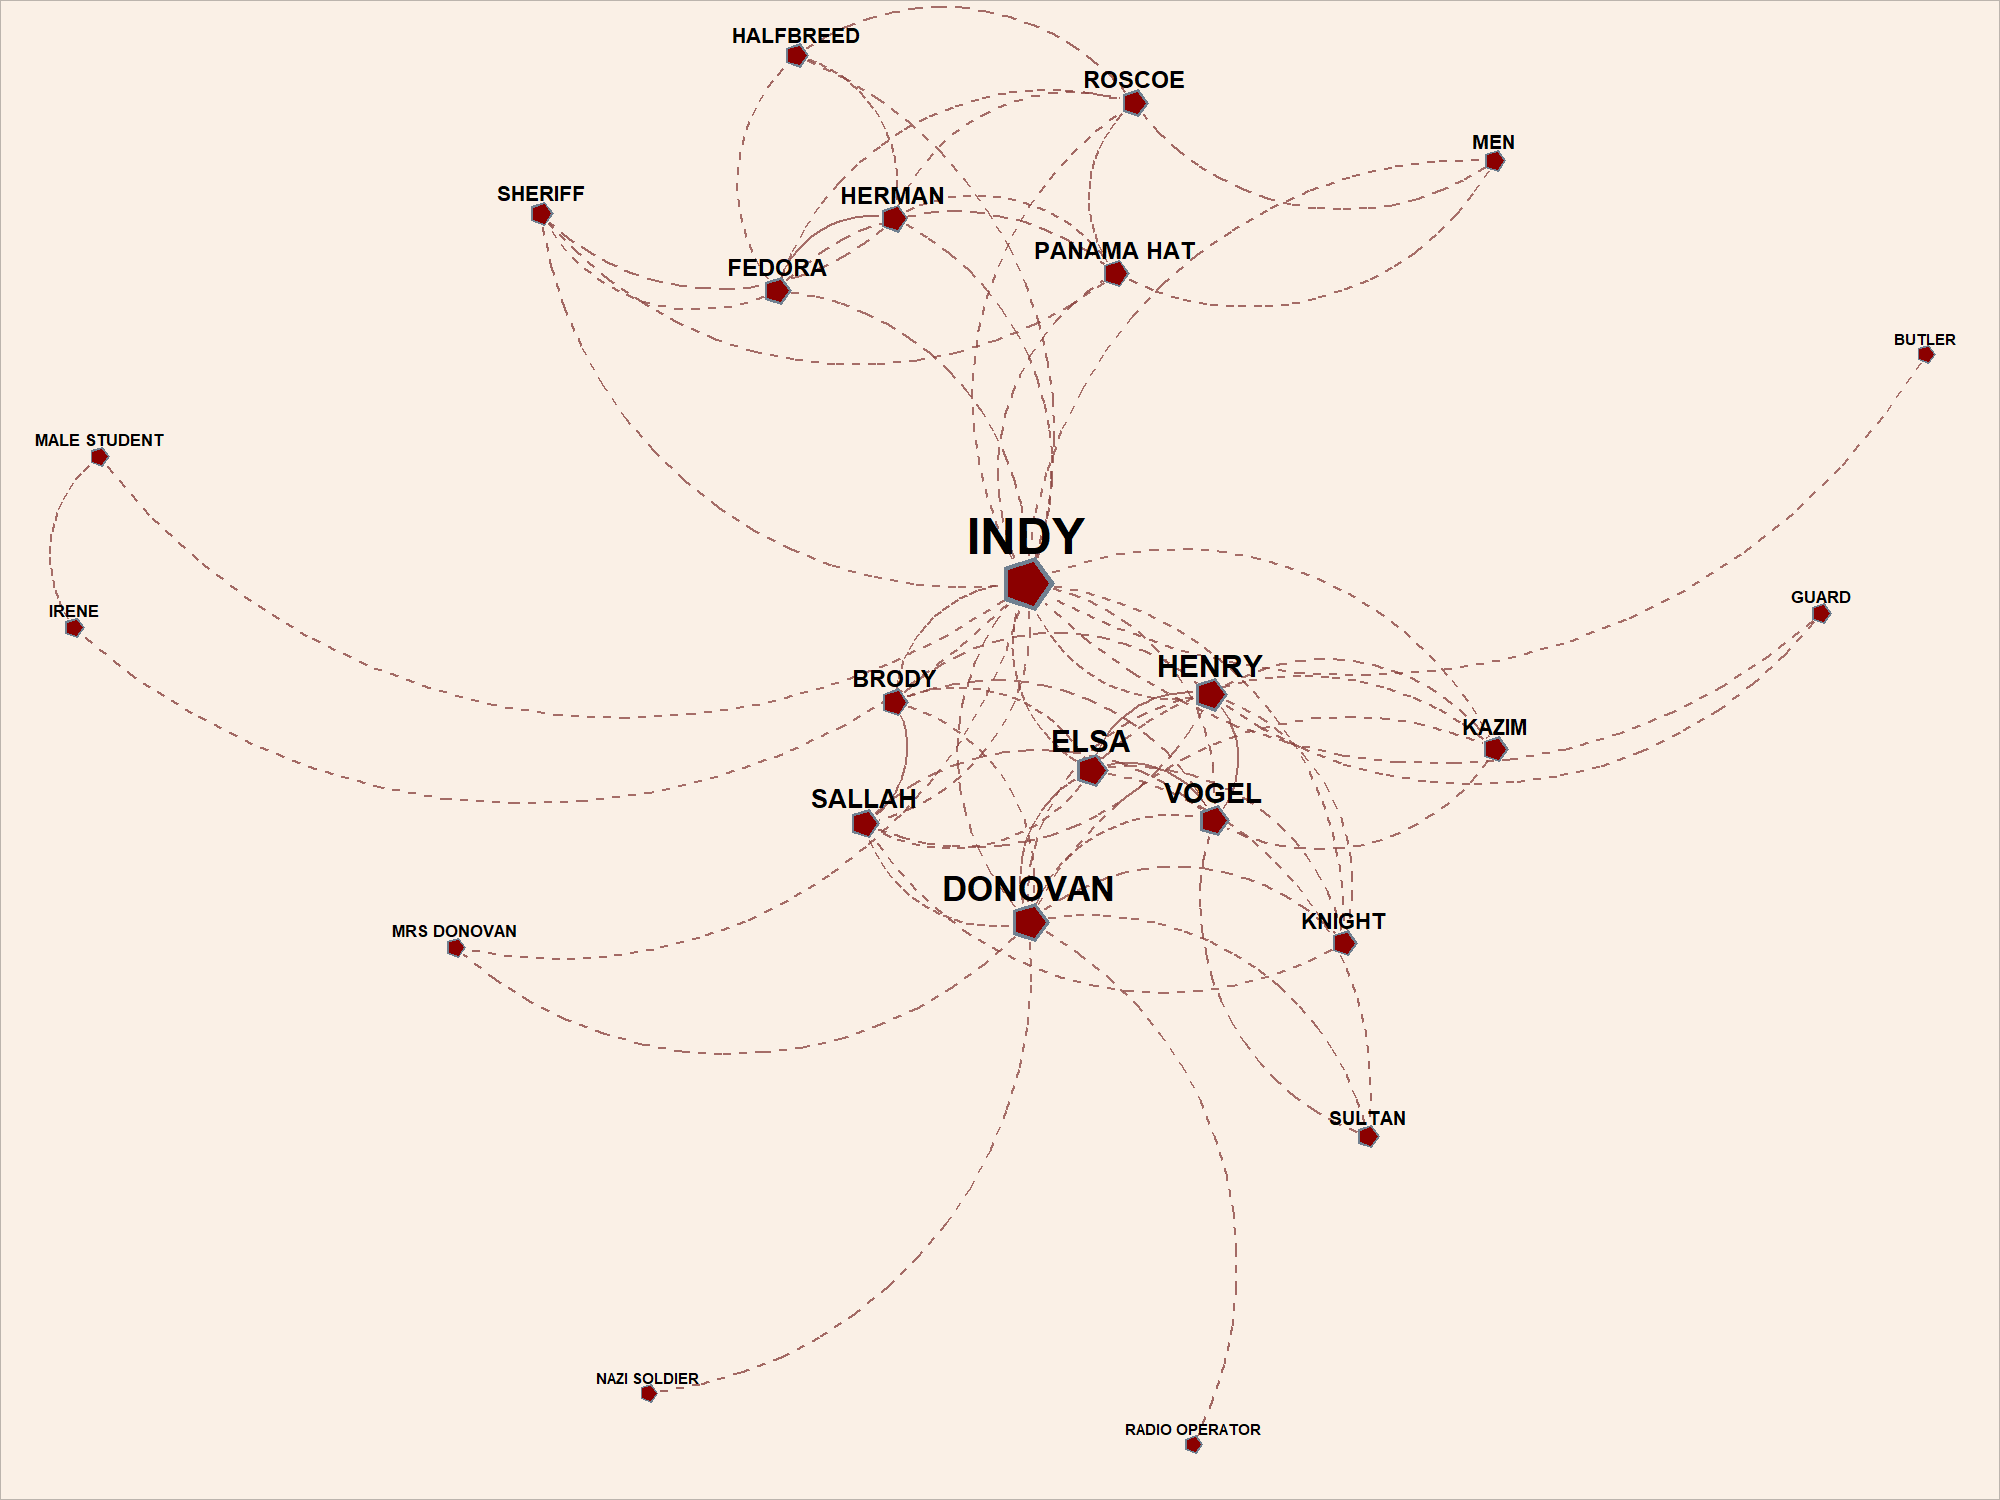 HALFBREED
ROSCOE
MEN
SHERIFF
HERMAN
PANAMA HAT
FEDORA
BUTLER
MALE STUDENT
INDY
IRENE
GUARD
HENRY
BRODY
KAZIM
ELSA
VOGEL
SALLAH
DONOVAN
KNIGHT
MRS DONOVAN
SULTAN
NAZI SOLDIER
RADIO OPERATOR